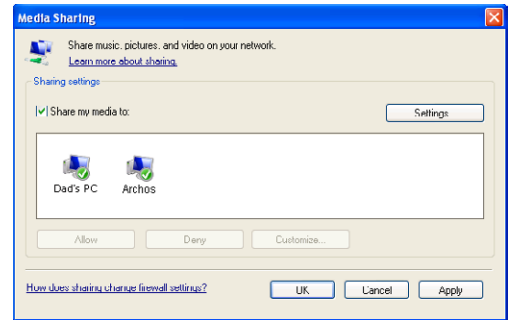 Media Sharing
Share music, pictures, and video on your network.
Learn more about sharing.
Sharing settings
Share my media to:
Settings
Dad's PC
Archos
Allow
Deny
Customize...
How does sharing change firewall settings?
OK
Cancel
Apply